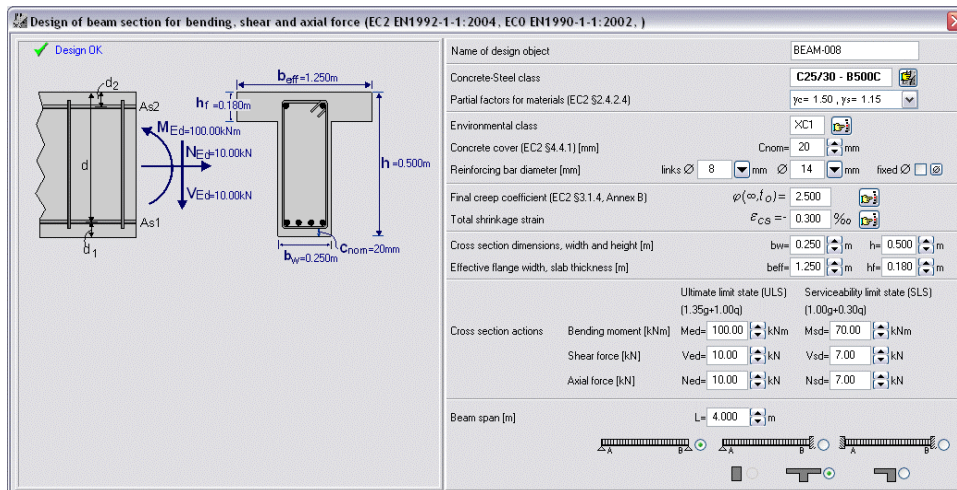 Design of beam section for bending, shear and axial force (EC2 EN1992-1-1:2004, EC0 EN1990-1-1:2002, )
Design OK
d2
As2
MEd=100.00kNm
NEd=10.00kN
VEd=10.00kN
d
As1
d1
beff=1.250m
hf=0.180m
h=0.500m
cnom=20mm
bw=0.250m
Name of design object BEAM-008
Concrete-Steel class C25/30 - B500C
Partial factors for materials (EC2 §2.4.2.4) γc= 1.50 , γs= 1.15
Environmental class XC1
Concrete cover (EC2 §4.4.1) [mm] Cnom= 20 mm
Reinforcing bar diameter [mm] links Ø 8 mm Ø 14 mm fixed Ø Ø
Final creep coefficient (EC2 §3.1.4, Annex B) φ(∞,to)= 2.500
Total shrinkage strain εcs=- 0.300 ‰
Cross section dimensions, width and height [m] bw= 0.250 m h= 0.500 m
Effective flange width, slab thickness [m] beff= 1.250 m hf= 0.180 m
Ultimate limit state (ULS) Serviceability limit state (SLS)
(1.35g+1.00q) (1.00g+0.30q)
Cross section actions Bending moment [kNm] Med= 100.00 kNm Msd= 70.00 kNm
Shear force [kN] Ved= 10.00 kN Vsd= 7.00 kN
Axial force [kN] Ned= 10.00 kN Nsd= 7.00 kN
Beam span [m] L= 4.000 m
A B A B A B